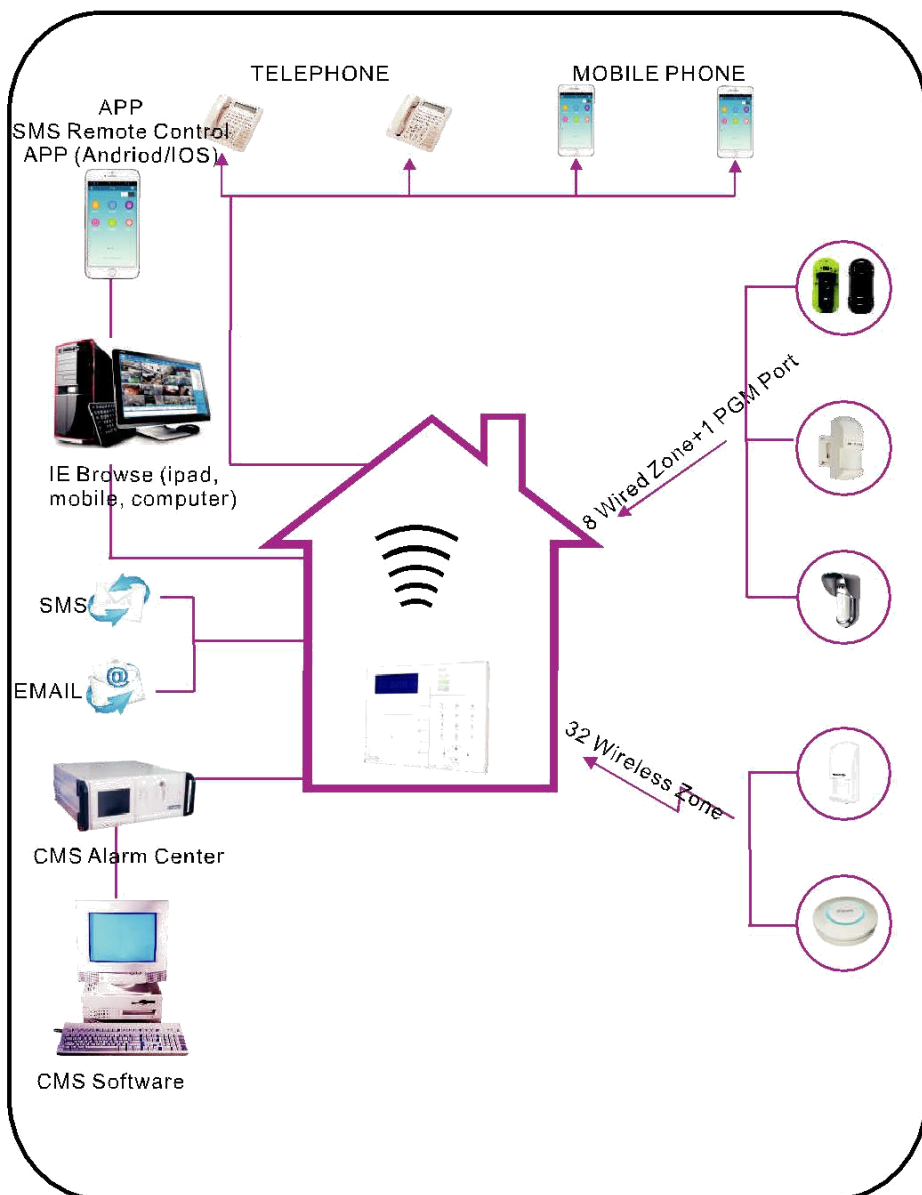 TELEPHONE
MOBILE PHONE
APP
SMS Remote Control
APP (Andriod/IOS)
8 Wired Zone+1 PGM Port
IE Browse (ipad,
mobile, computer)
SMS
EMAIL
@
32 Wireless Zone
CMS Alarm Center
CMS Software